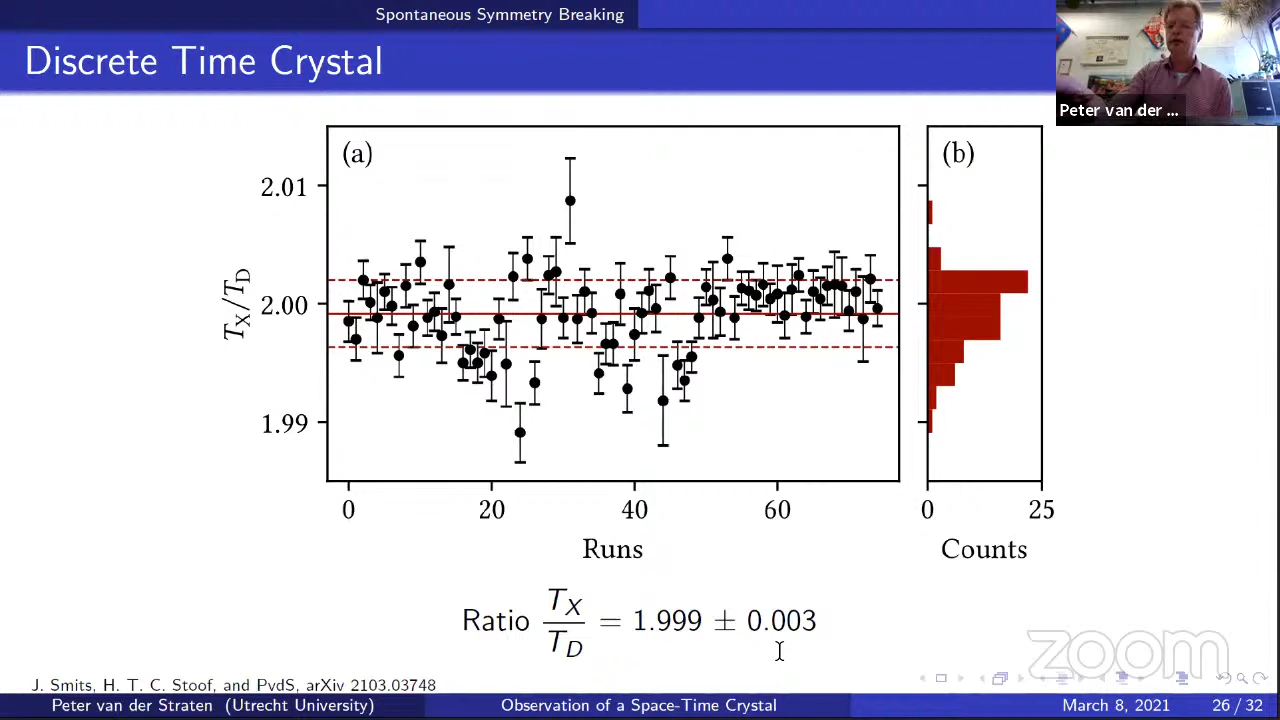 Spontaneous Symmetry Breaking
Discrete Time Crystal
Peter van der ...
(a)
(b)
2.01
2.00
1.99
T_X/T_D
0 20 40 60
0 25
Runs
Counts
Ratio T_X/T_D = 1.999 ± 0.003
zoom
J. Smits, H. T. C. Stoof, and PvdS, arXiv 2103.03748
Peter van der Straten (Utrecht University) Observation of a Space-Time Crystal March 8, 2021 26 / 32